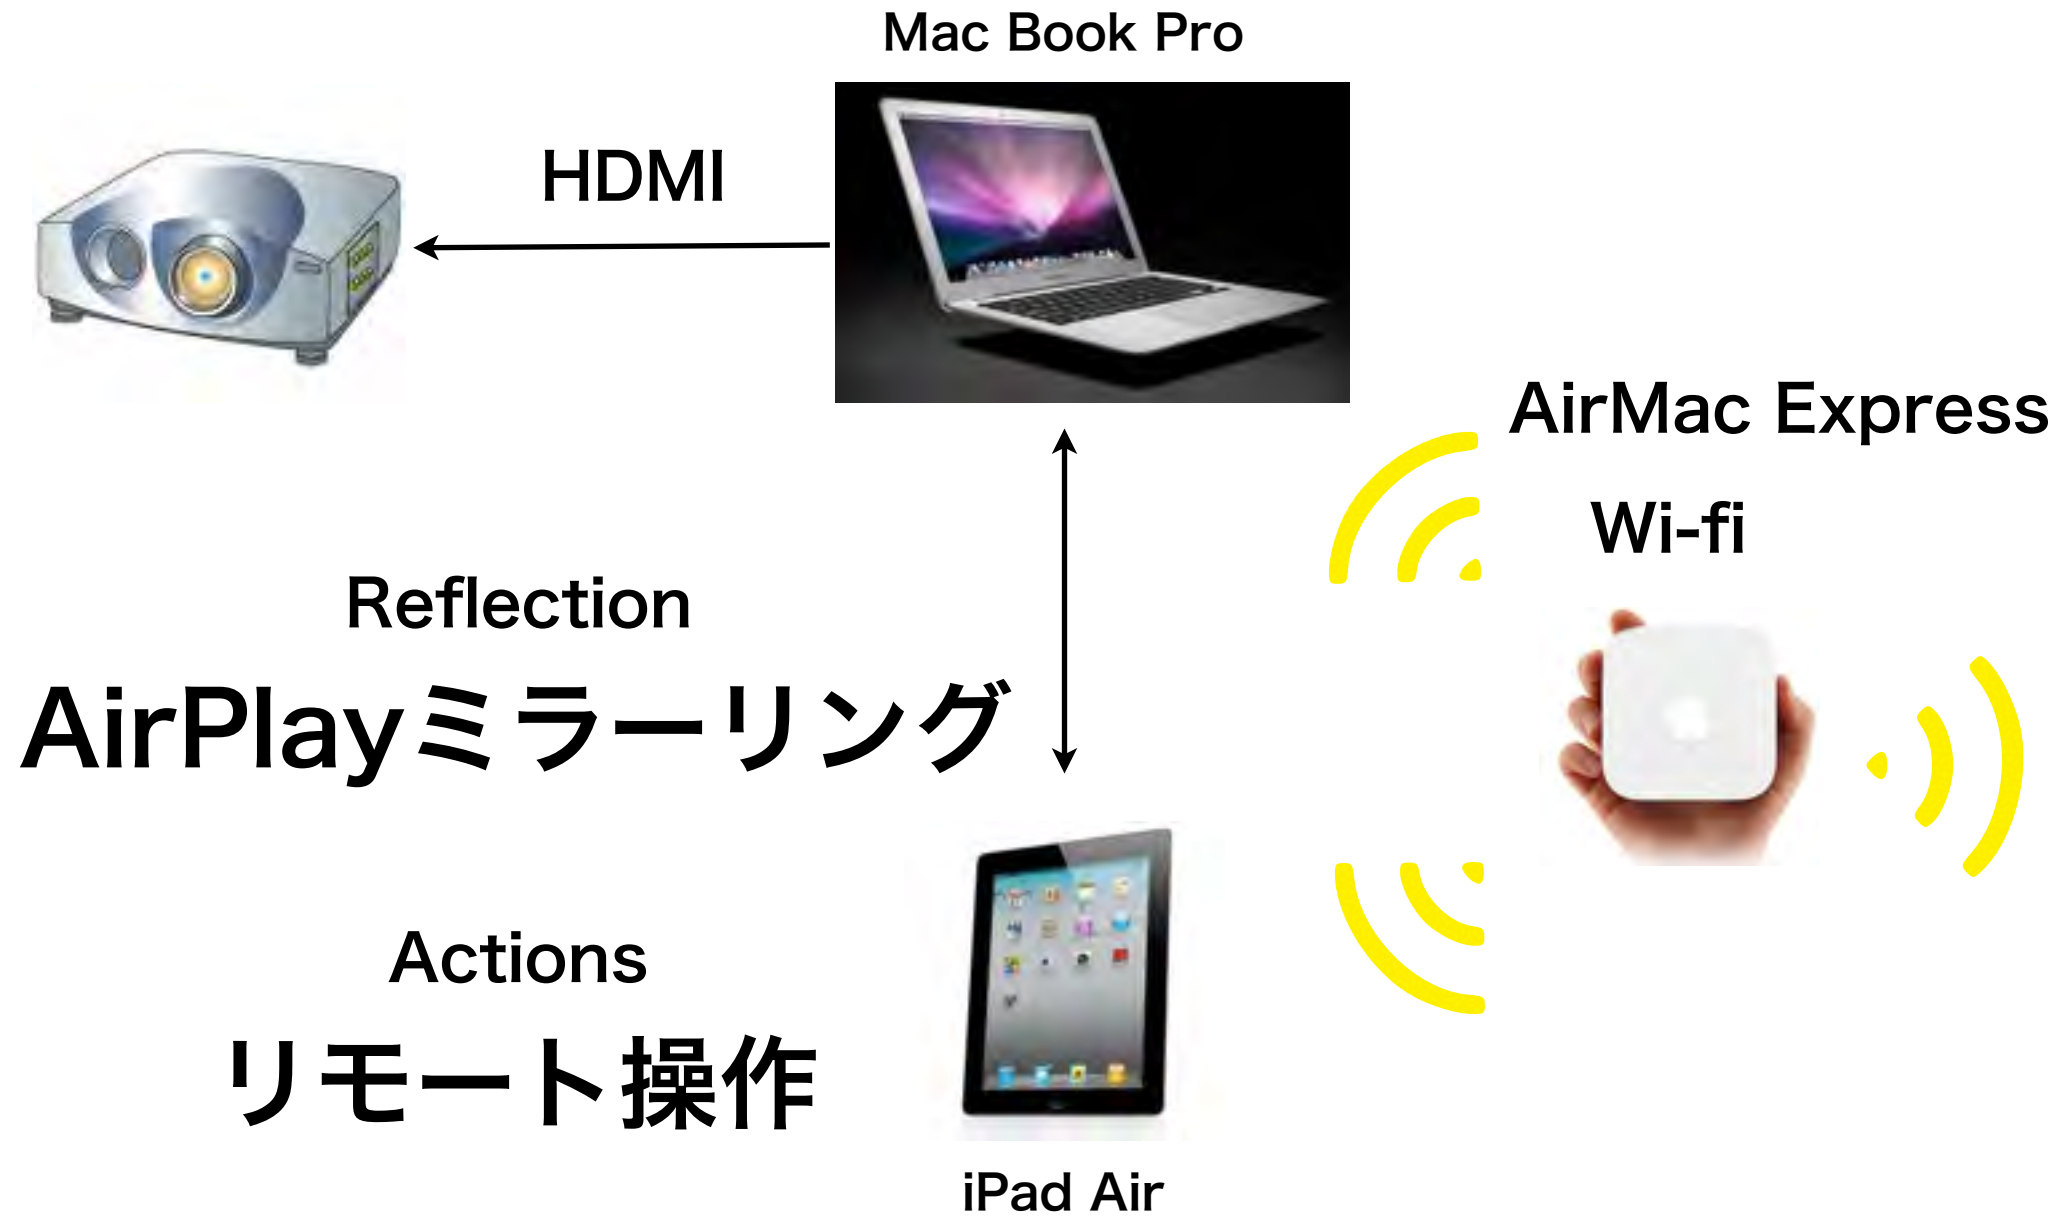 Mac Book Pro
HDMI
AirMac Express
Wi-fi
Reflection
AirPlayミラーリング
Actions
リモート操作
iPad Air